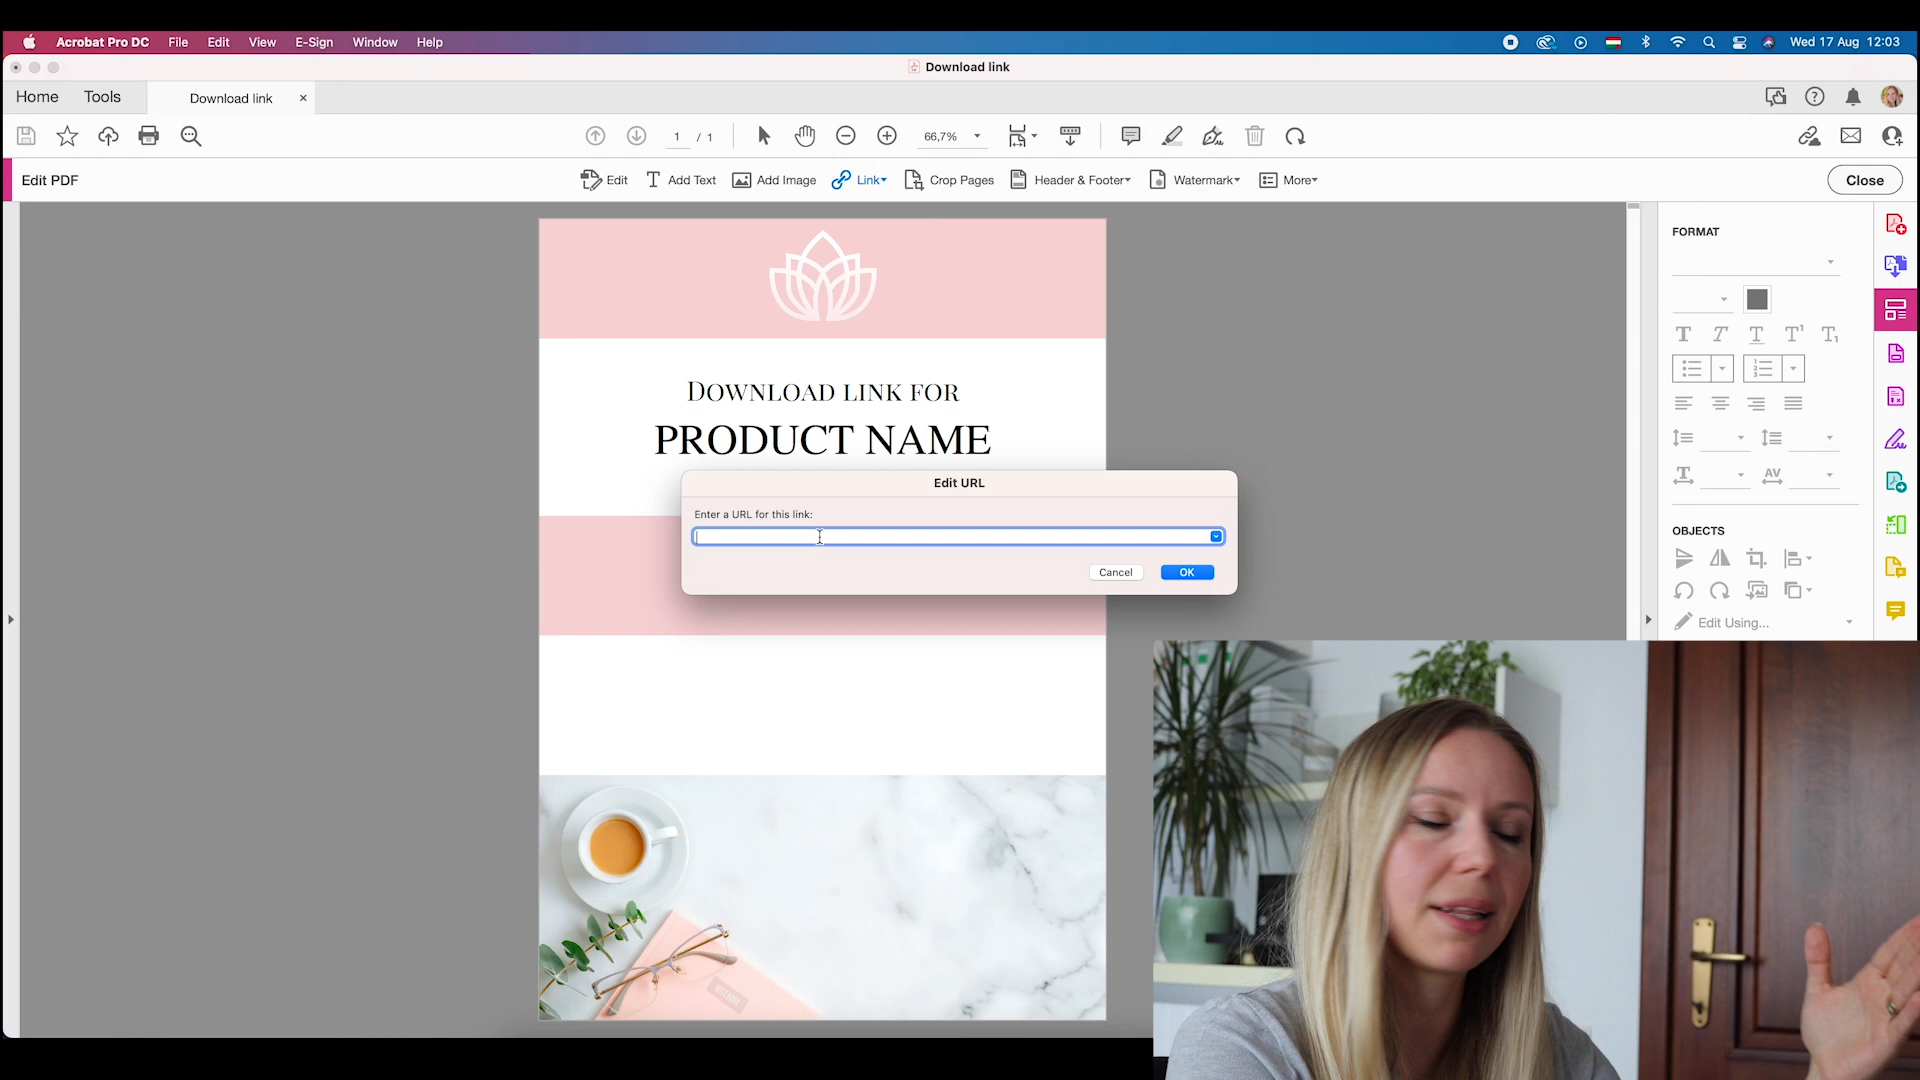 Acrobat Pro DC File Edit View E-Sign Window Help Wed 17 Aug 12:03
Download link
Home Tools Download link
1 / 1 66,7%
Edit PDF Edit Add Text Add Image Link Crop Pages Header & Footer Watermark More Close
FORMAT
DOWNLOAD LINK FOR
PRODUCT NAME
Edit URL
Enter a URL for this link:
Cancel OK
OBJECTS
Edit Using...
NOTEBOOK